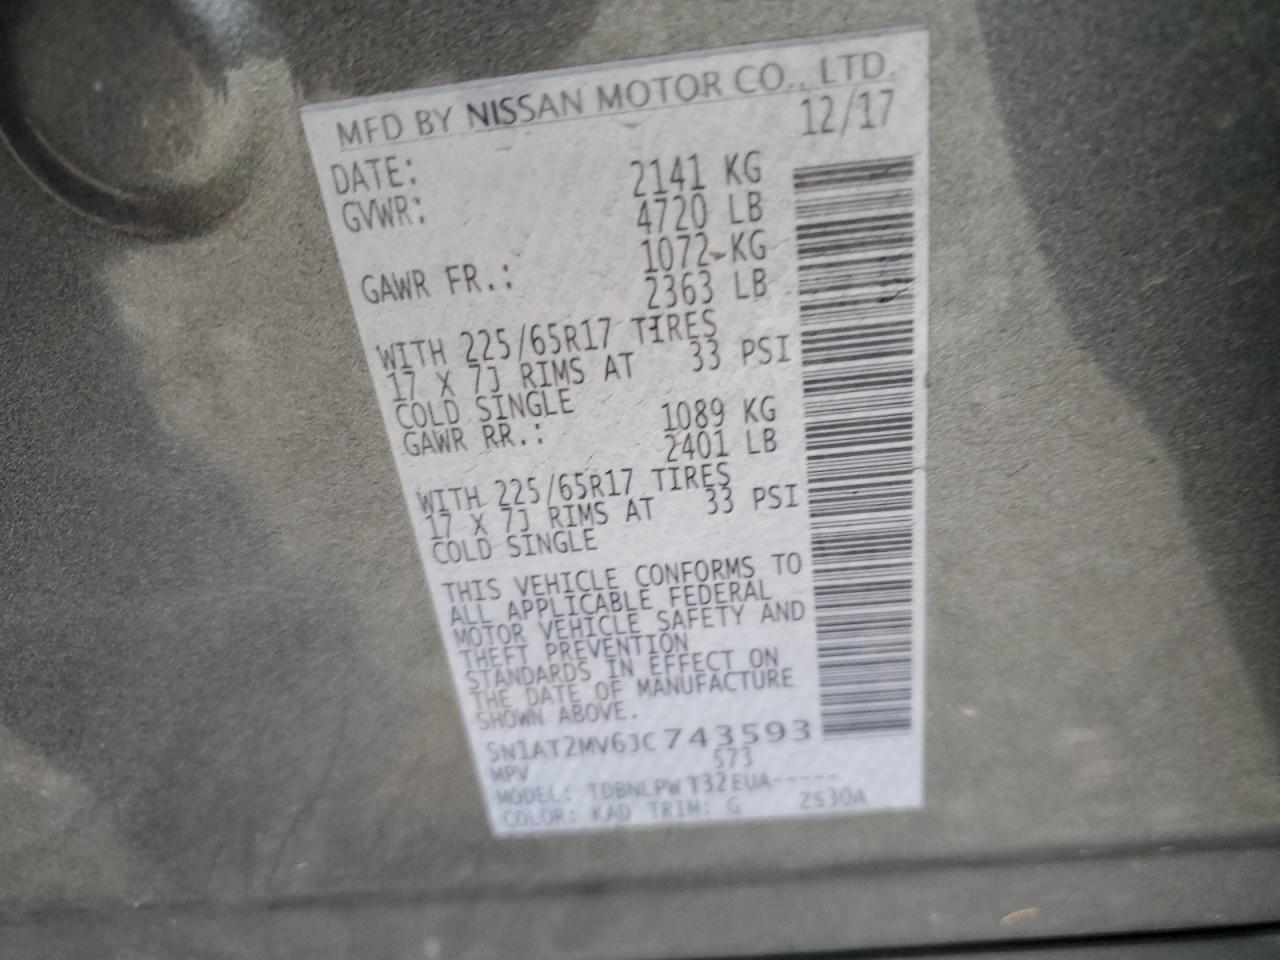 MFD BY NISSAN MOTOR CO., LTD.
DATE: 12/17
GVWR: 2141 KG
4720 LB
GAWR FR.: 1072 KG
2363 LB
WITH 225/65R17 TIRES
17 X 7J RIMS AT 33 PSI
COLD SINGLE
GAWR RR.: 1089 KG
2401 LB
WITH 225/65R17 TIRES
17 X 7J RIMS AT 33 PSI
COLD SINGLE
THIS VEHICLE CONFORMS TO
ALL APPLICABLE FEDERAL
MOTOR VEHICLE SAFETY AND
THEFT PREVENTION
STANDARDS IN EFFECT ON
THE DATE OF MANUFACTURE
SHOWN ABOVE.
5N1AT2MV6JC743593
MPV 573
MODEL: TDBNLPW T32EUA-----
COLOR: KAD TRIM: G ZS30A